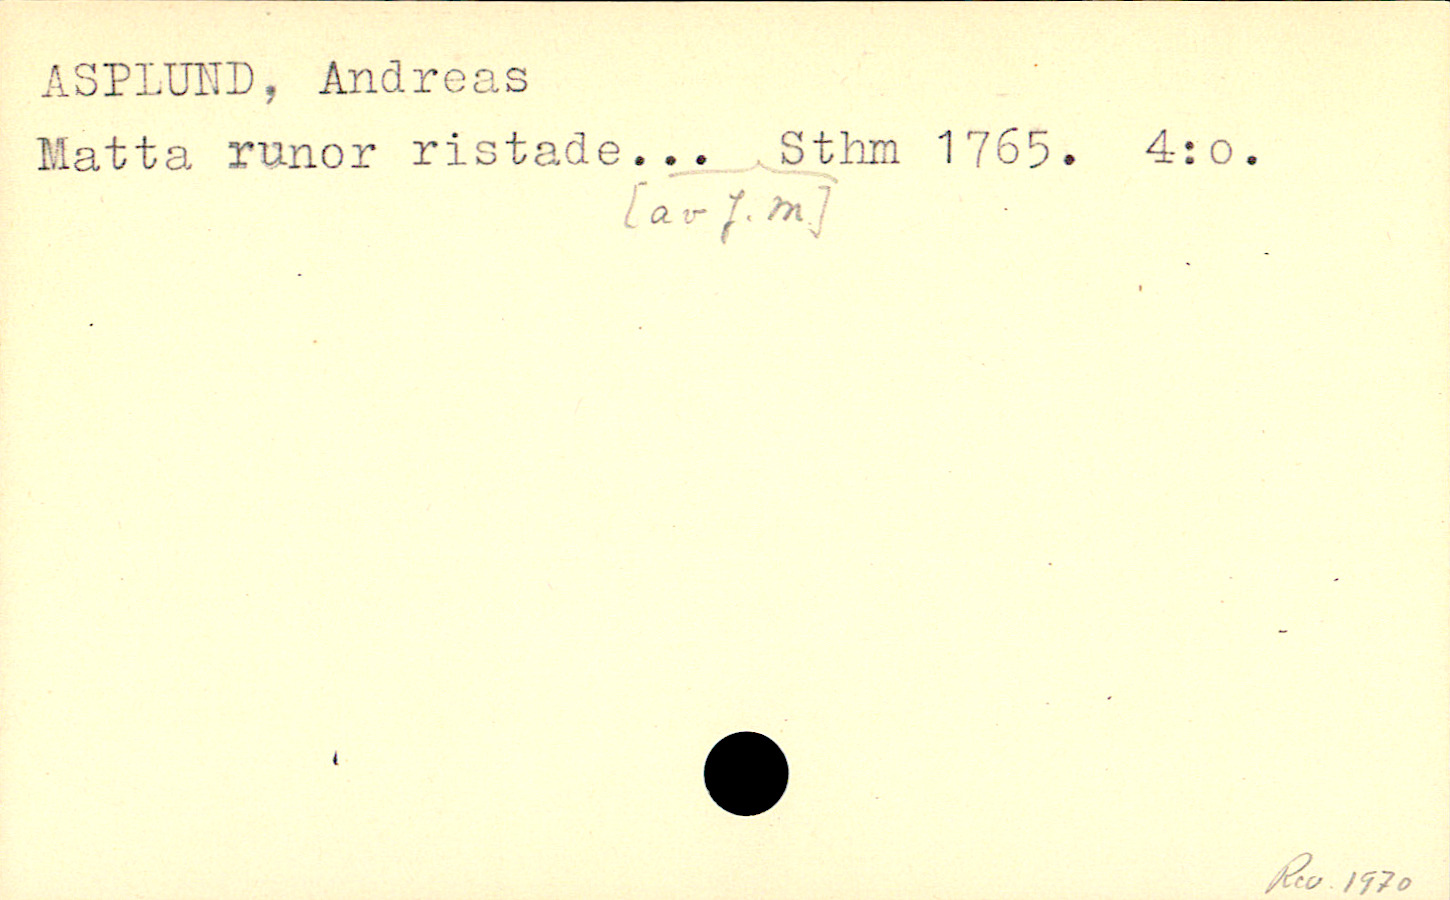 ASPLUND, Andreas
Matta runor ristade... Sthm 1765. 4:o.
[av J. M.]
Rev. 1970